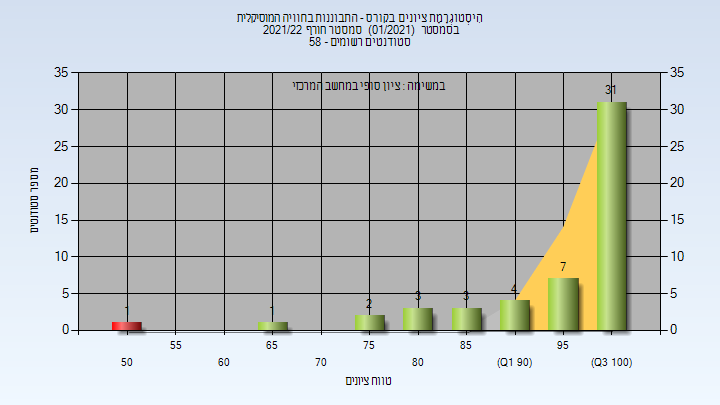 היסטוגרמת ציונים בקורס - התבוננות בחוויה המוסיקלית
בסמסטר (01/2021) סמסטר חורף 2021/22
סטודנטים רשומים - 58
במשימה : ציון סופי במחשב המרכזי
35 35
30 30
25 25
20 20
15 15
10 10
5 5
0 0
1 1 2 3 3 4 7 31
מספר סטודנטים
55 65 75 85 95
50 60 70 80 (Q1 90) (Q3 100)
טווח ציונים